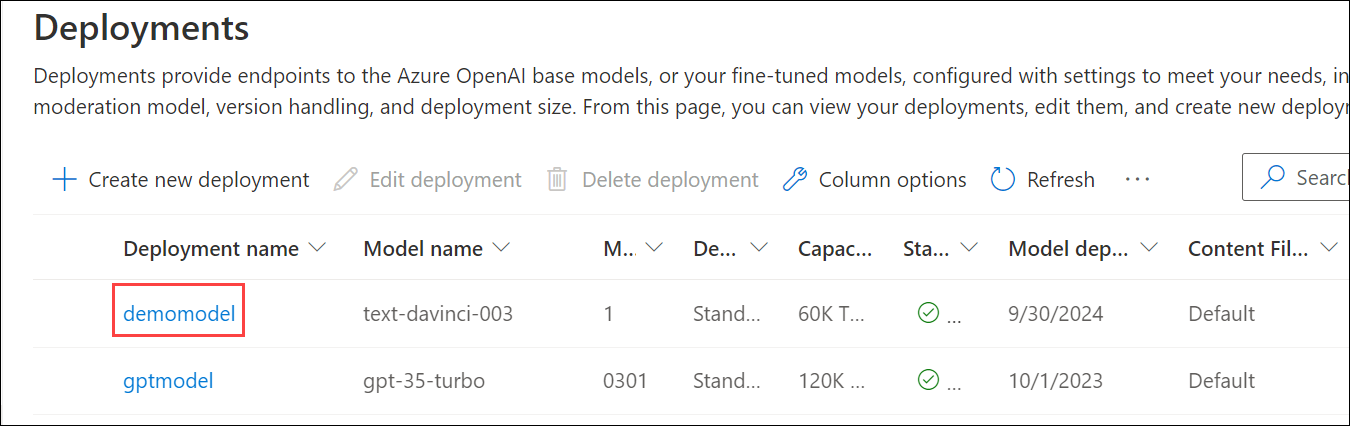 Deployments
Deployments provide endpoints to the Azure OpenAI base models, or your fine-tuned models, configured with settings to meet your needs, in
moderation model, version handling, and deployment size. From this page, you can view your deployments, edit them, and create new deploym
Create new deployment Edit deployment Delete deployment Column options Refresh ... Search
Deployment name Model name M... De... Capac... Sta... Model dep... Content Fil...
demomodel text-davinci-003 1 Stand... 60K T... ... 9/30/2024 Default
gptmodel gpt-35-turbo 0301 Stand... 120K ... ... 10/1/2023 Default